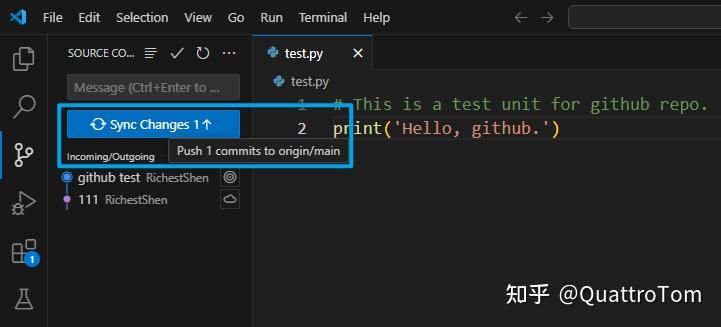 File Edit Selection View Go Run Terminal Help
SOURCE CO...
test.py
test.py
Message (Ctrl+Enter to ...
Sync Changes 1↑
Push 1 commits to origin/main
Incoming/Outgoing
github test RichestShen
111 RichestShen
1
1 # This is a test unit for github repo.
2 print('Hello, github.')
知乎 @QuattroTom